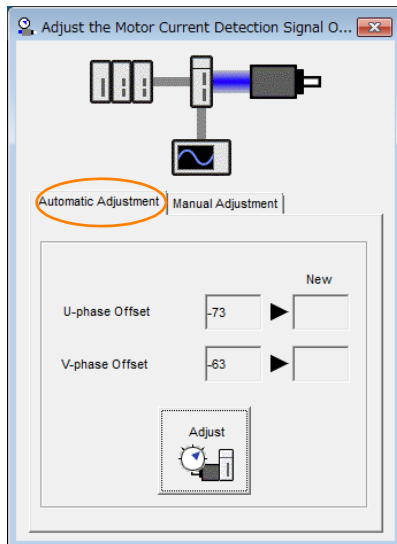 Adjust the Motor Current Detection Signal O...
Automatic Adjustment
Manual Adjustment
New
U-phase Offset
-73
V-phase Offset
-63
Adjust